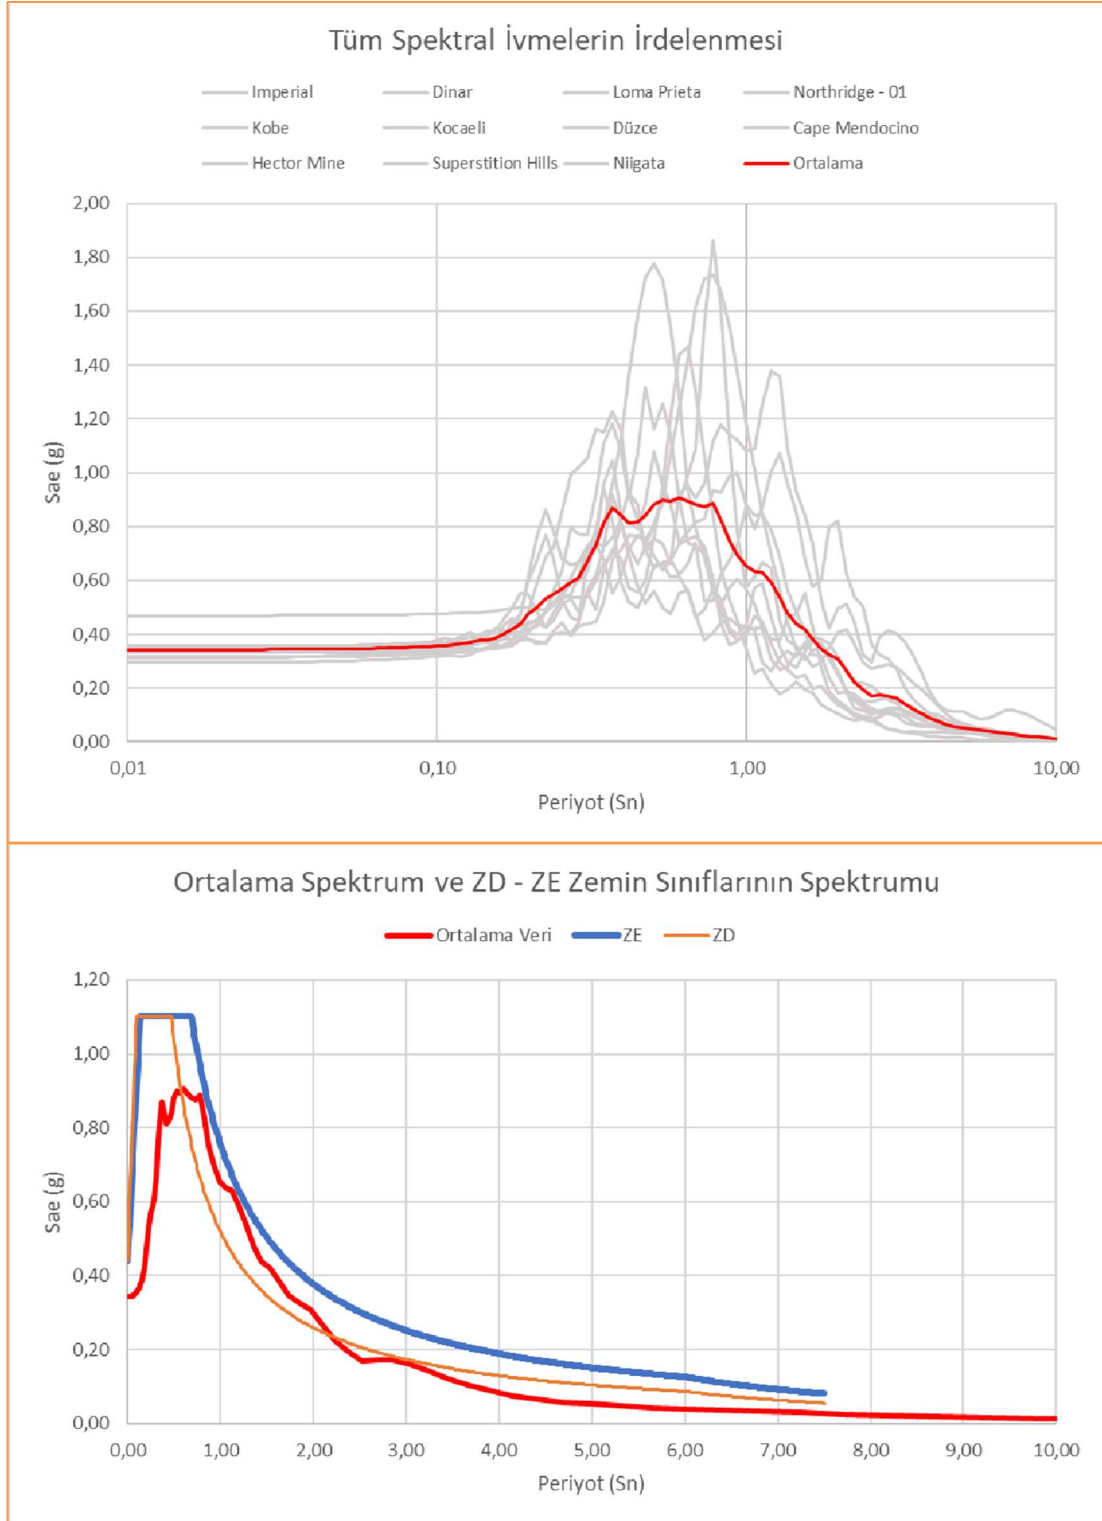 Tüm Spektral İvmelerin İrdelenmesi
Imperial Dinar Loma Prieta Northridge - 01
Kobe Kocaeli Düzce Cape Mendocino
Hector Mine Superstition Hills Niigata Ortalama
2,00
1,80
1,60
1,40
1,20
1,00
0,80
0,60
0,40
0,20
0,00
Sae (g)
0,01 0,10 1,00 10,00
Periyot (Sn)
Ortalama Spektrum ve ZD - ZE Zemin Sınıflarının Spektrumu
Ortalama Veri ZE ZD
1,20
1,00
0,80
0,60
0,40
0,20
0,00
Sae (g)
0,00 1,00 2,00 3,00 4,00 5,00 6,00 7,00 8,00 9,00 10,00
Periyot (Sn)